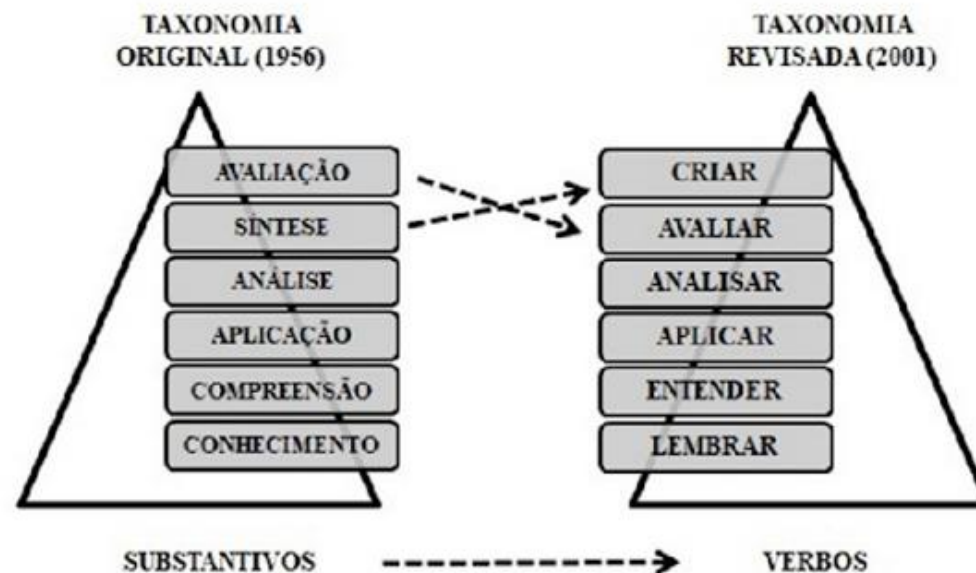 TAXONOMIA
ORIGINAL (1956)
AVALIAÇÃO
SÍNTESE
ANÁLISE
APLICAÇÃO
COMPREENSÃO
CONHECIMENTO
SUBSTANTIVOS
TAXONOMIA
REVISADA (2001)
CRIAR
AVALIAR
ANALISAR
APLICAR
ENTENDER
LEMBRAR
VERBOS